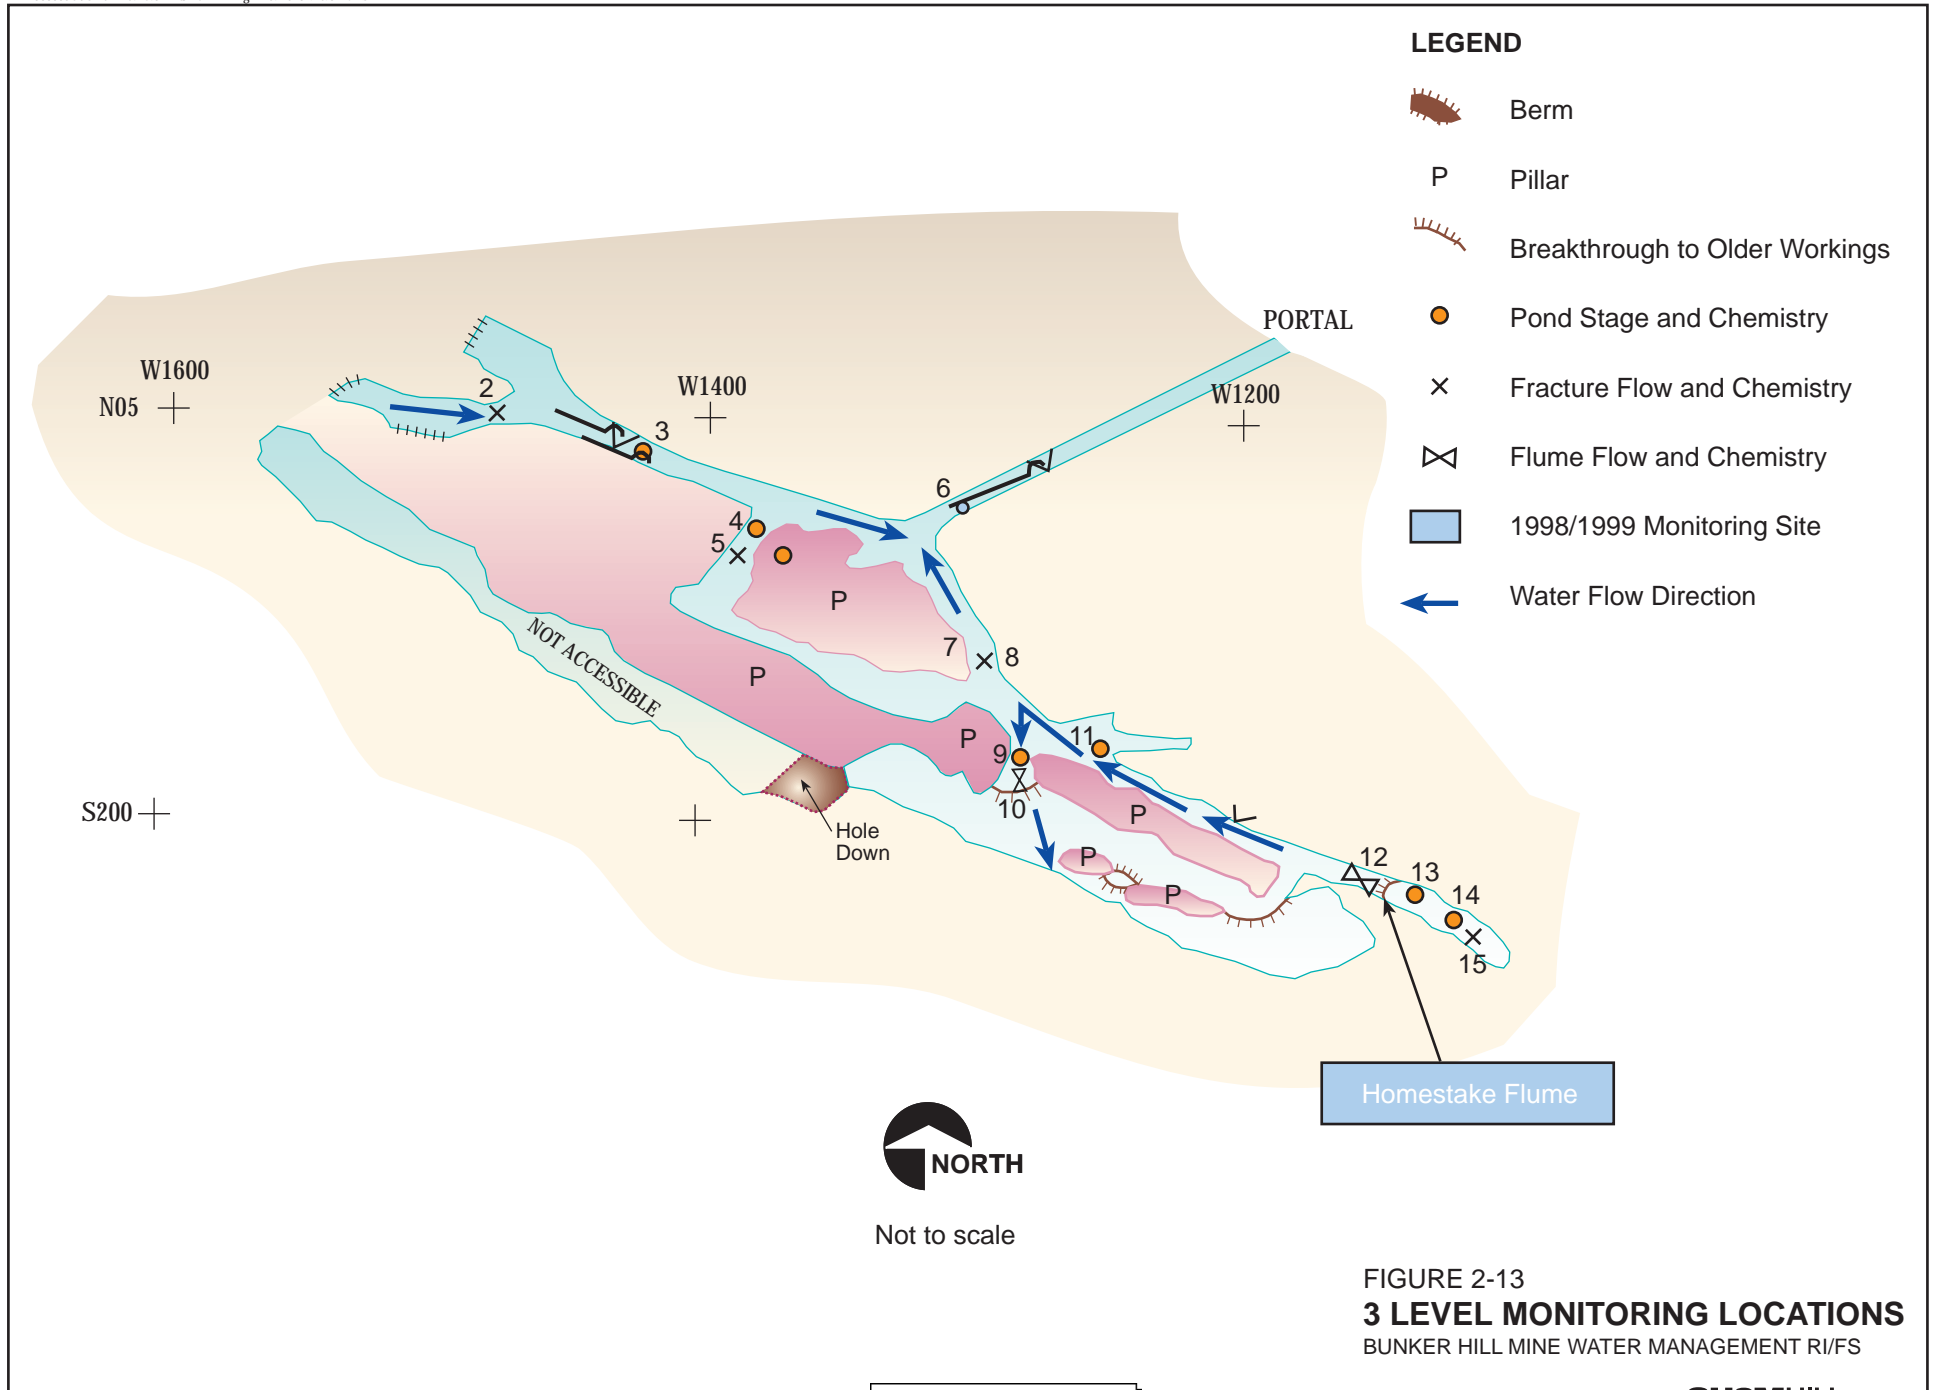 LEGEND
Berm
P Pillar
Breakthrough to Older Workings
Pond Stage and Chemistry
Fracture Flow and Chemistry
Flume Flow and Chemistry
1998/1999 Monitoring Site
Water Flow Direction
PORTAL
W1600
W1400
W1200
N05
2
3
6
4
5
P
7
8
NOT ACCESSIBLE
P
P
9
11
10
S200
P
Hole
Down
P
P
12
13
14
15
Homestake Flume
NORTH
Not to scale
FIGURE 2-13
3 LEVEL MONITORING LOCATIONS
BUNKER HILL MINE WATER MANAGEMENT RI/FS